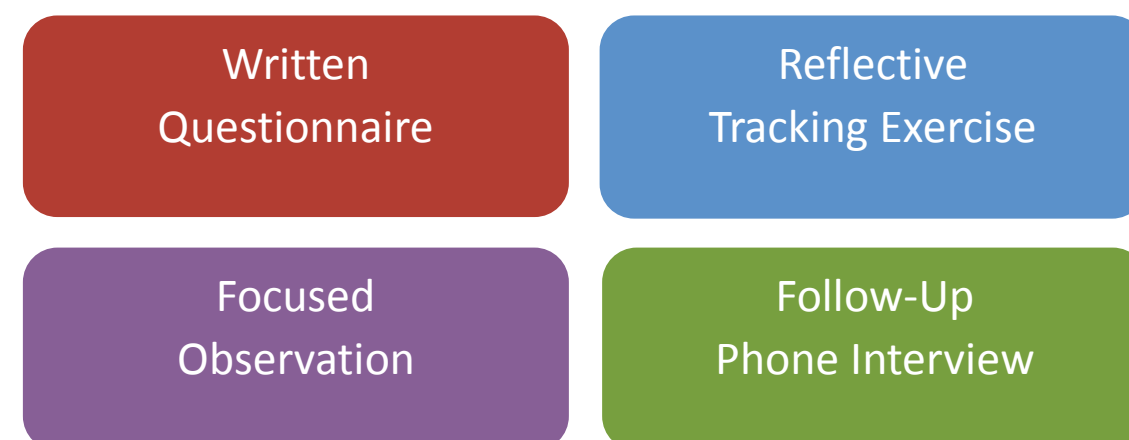 Written
Questionnaire
Reflective
Tracking Exercise
Focused
Observation
Follow-Up
Phone Interview